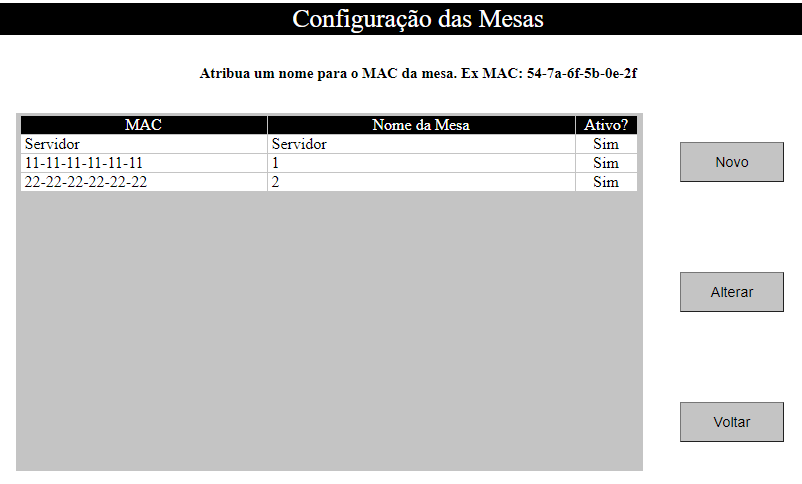 Configuração das Mesas
Atribua um nome para o MAC da mesa. Ex MAC: 54-7a-6f-5b-0e-2f
MAC Nome da Mesa Ativo?
Servidor Servidor Sim
11-11-11-11-11-11 1 Sim
22-22-22-22-22-22 2 Sim
Novo
Alterar
Voltar